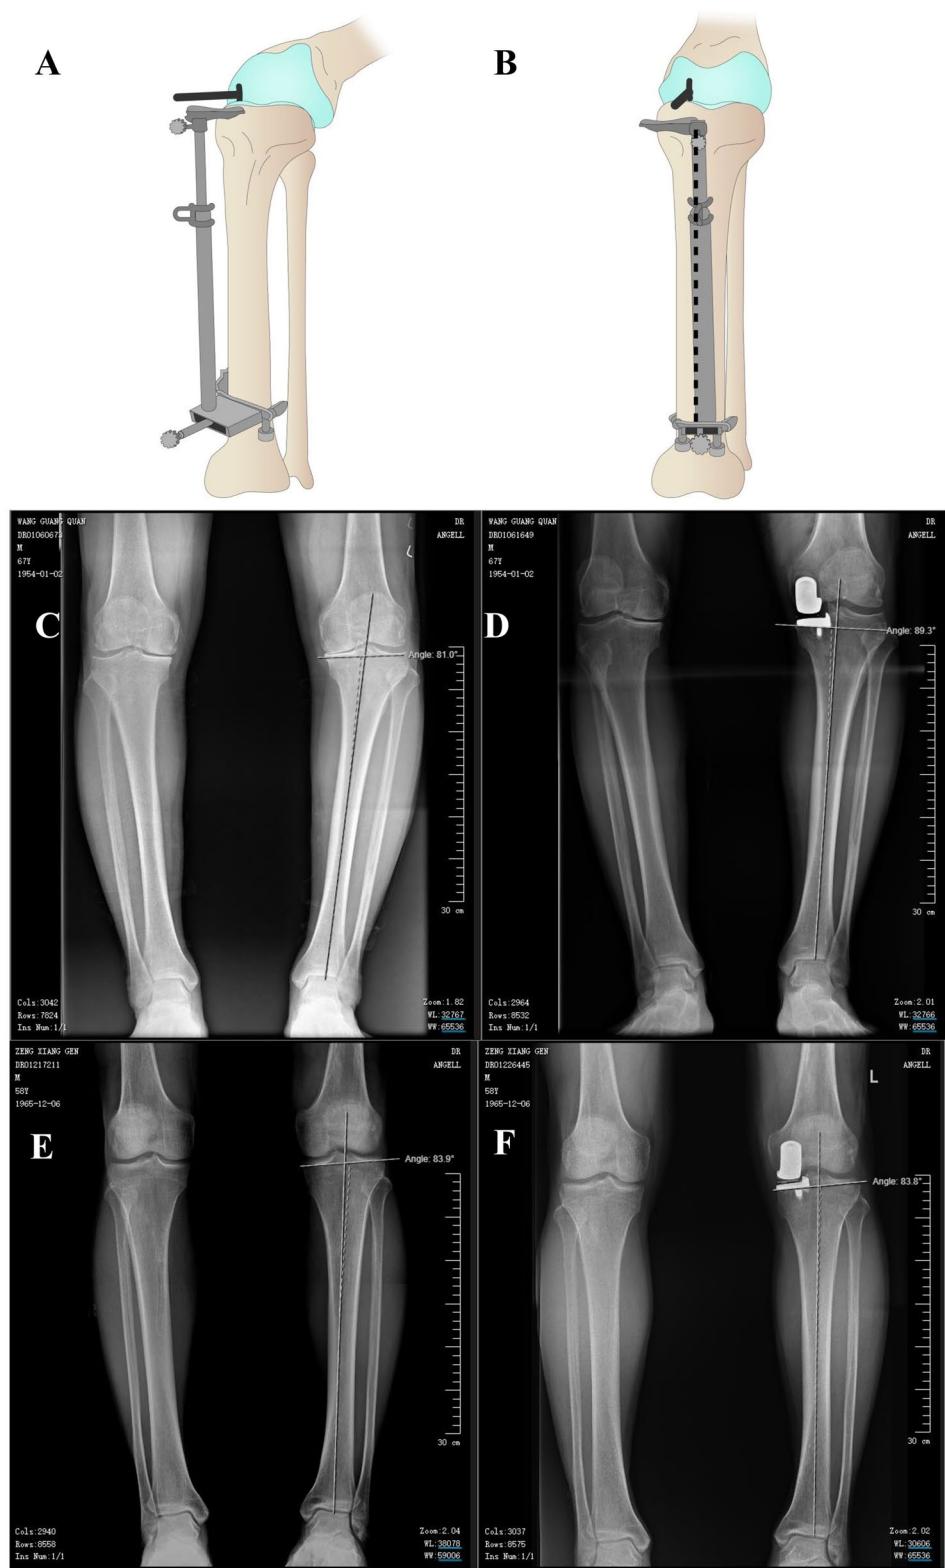 A
B
WANG GUANG QUAN
DR01060673
M
67Y
1954-01-02
DR
ANGELL
C
Angle: 81.0°
30 cm
Cols:3042
Rows:7824
Ins Num:1/1
Zoom:1.82
WL:32767
WW:65536
WANG GUANG QUAN
DR01061649
M
67Y
1954-01-02
DR
ANGELL
D
Angle: 89.3°
30 cm
Cols:2964
Rows:8532
Ins Num:1/1
Zoom:2.01
WL:32766
WW:65536
ZENG XIANG GEN
DR01217211
M
58Y
1965-12-06
DR
ANGELL
E
Angle: 83.9°
30 cm
Cols:2940
Rows:8558
Ins Num:1/1
Zoom:2.04
WL:38078
WW:59006
ZENG XIANG GEN
DR01226445
M
58Y
1965-12-06
DR
ANGELL
L
F
Angle: 83.8°
30 cm
Cols:3037
Rows:8575
Ins Num:1/1
Zoom:2.02
WL:30606
WW:65536